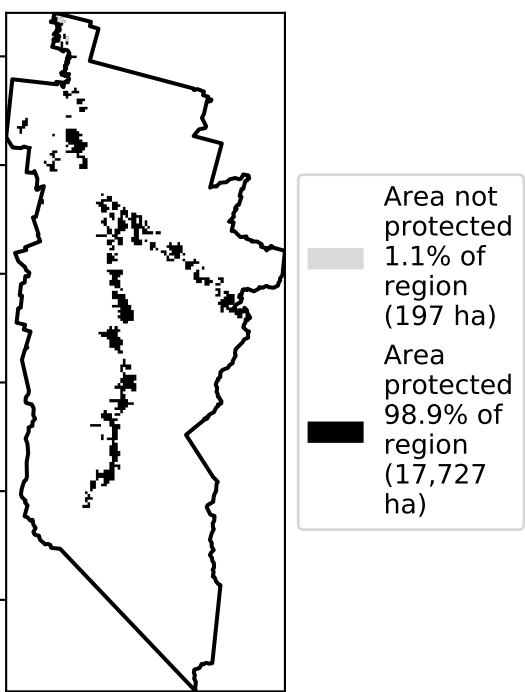 Area not
protected
1.1% of
region
(197 ha)
Area
protected
98.9% of
region
(17,727
ha)